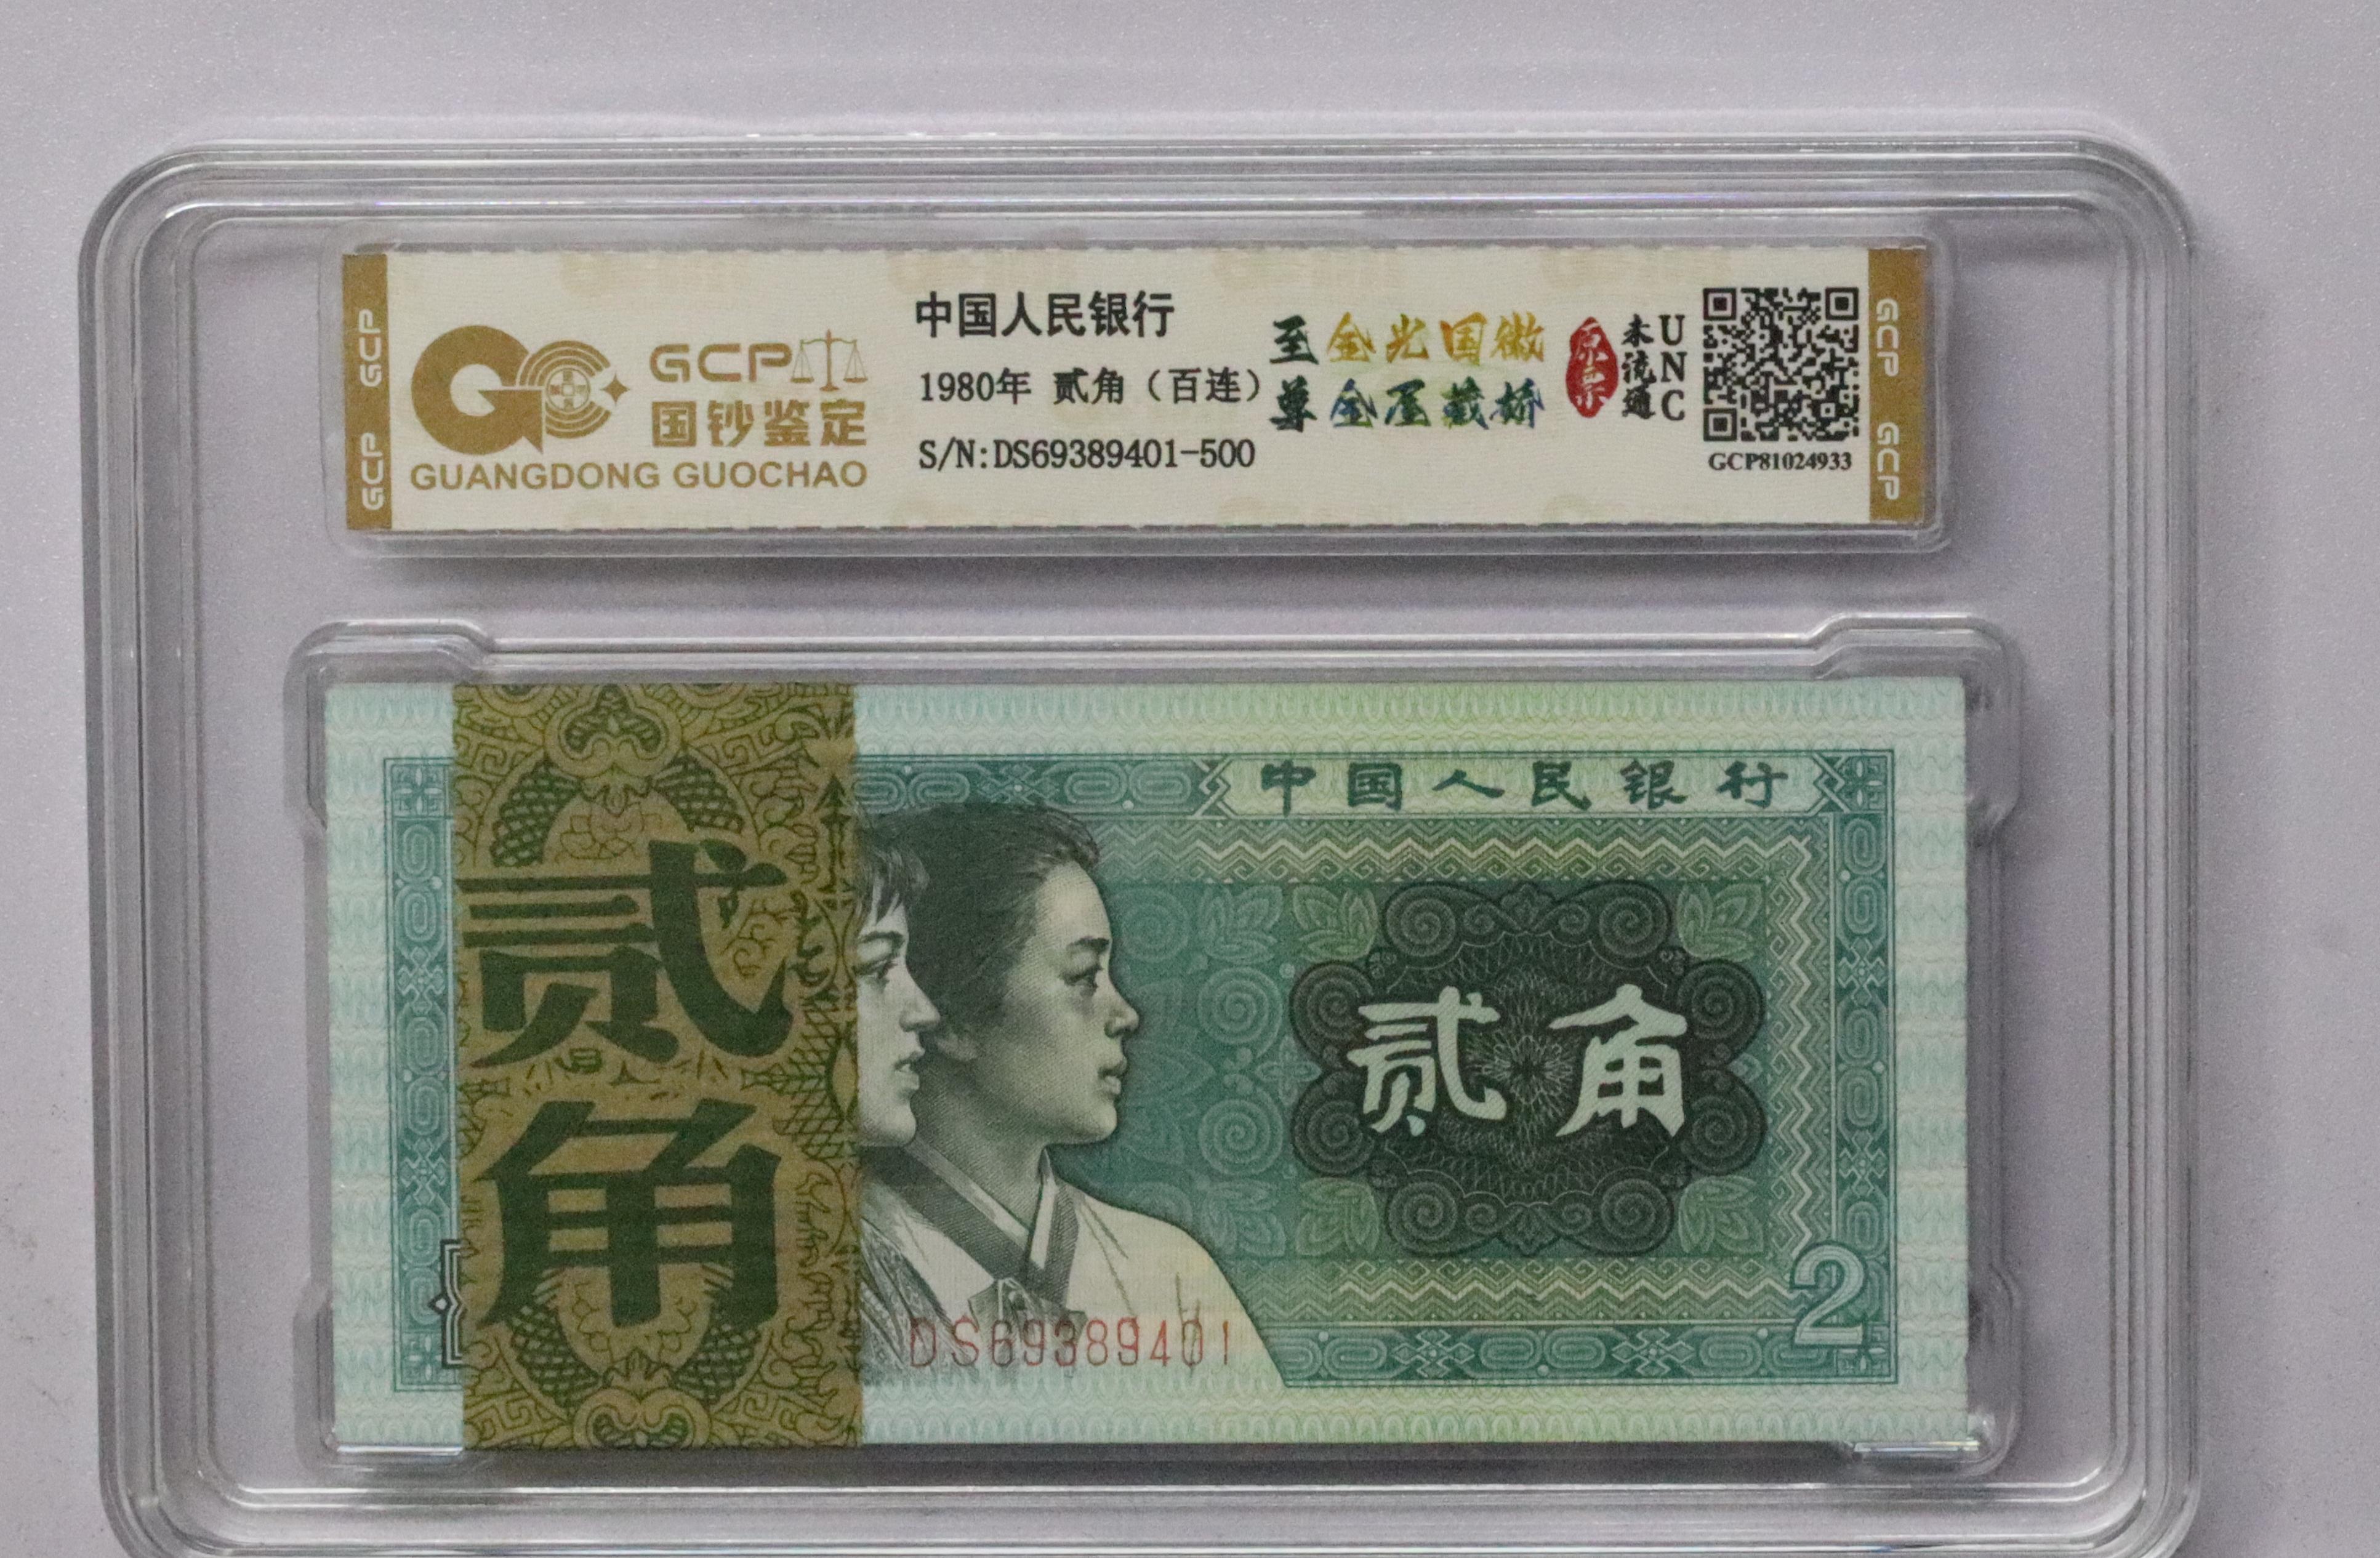 GCP
GCP
GCP
国钞鉴定
GUANGDONG GUOCHAO
中国人民银行
1980年 贰角（百连）
S/N:DS69389401-500
至尊
金光国徽
金屋藏娇
原票
未流通
UNC
GCP81024933
GCP
GCP
贰角
中国人民银行
贰角
2
DS69389401